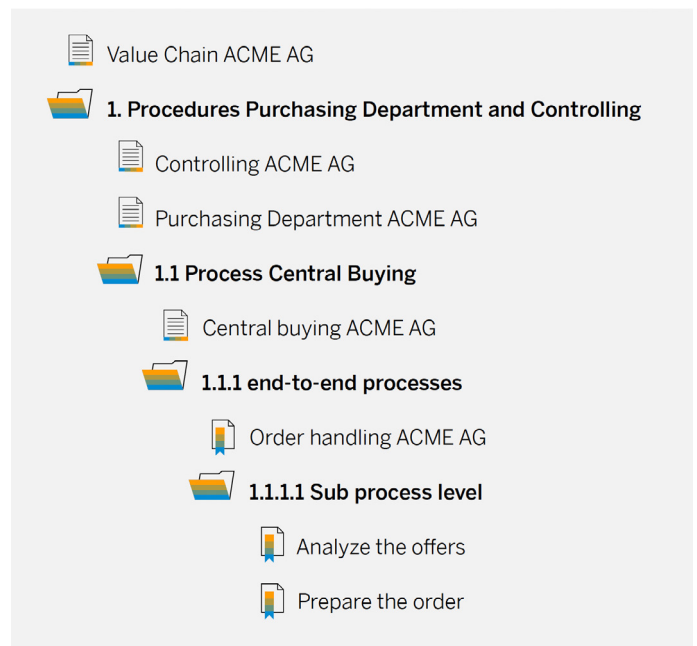 Value Chain ACME AG
1. Procedures Purchasing Department and Controlling
Controlling ACME AG
Purchasing Department ACME AG
1.1 Process Central Buying
Central buying ACME AG
1.1.1 end-to-end processes
Order handling ACME AG
1.1.1.1 Sub process level
Analyze the offers
Prepare the order